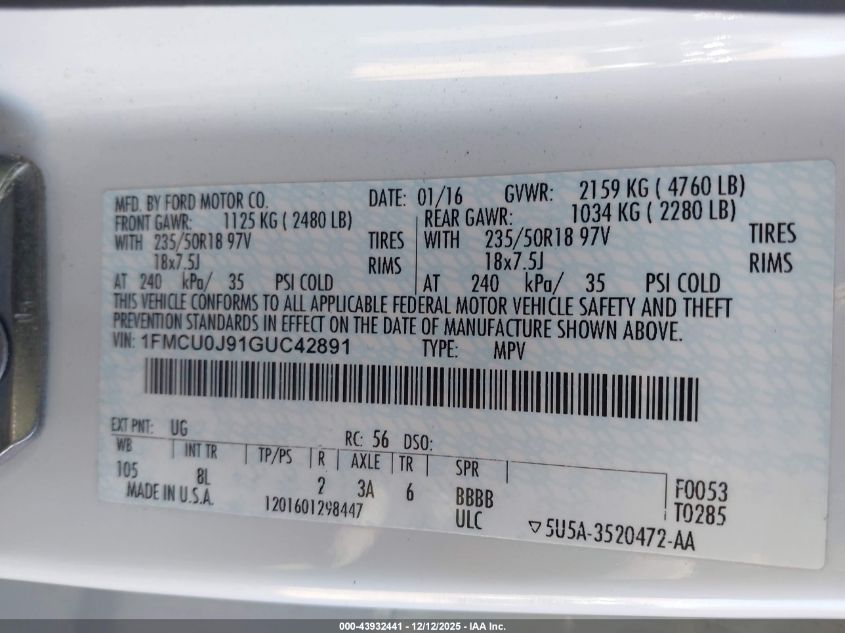 MFD. BY FORD MOTOR CO. DATE: 01/16 GVWR: 2159 KG ( 4760 LB)
FRONT GAWR: 1125 KG ( 2480 LB) REAR GAWR: 1034 KG ( 2280 LB)
WITH 235/50R18 97V TIRES WITH 235/50R18 97V TIRES
18x7.5J RIMS 18x7.5J RIMS
AT 240 kPa/ 35 PSI COLD AT 240 kPa/ 35 PSI COLD
THIS VEHICLE CONFORMS TO ALL APPLICABLE FEDERAL MOTOR VEHICLE SAFETY AND THEFT
PREVENTION STANDARDS IN EFFECT ON THE DATE OF MANUFACTURE SHOWN ABOVE.
VIN: 1FMCU0J91GUC42891 TYPE: MPV
EXT PNT: UG RC: 56 DSO:
WB INT TR TP/PS R AXLE TR SPR
105 8L 2 3A 6 BBBB F0053
MADE IN U.S.A. 1201601298447 ULC T0285
▽5U5A-3520472-AA
000-43932441 - 12/12/2025 - IAA Inc.